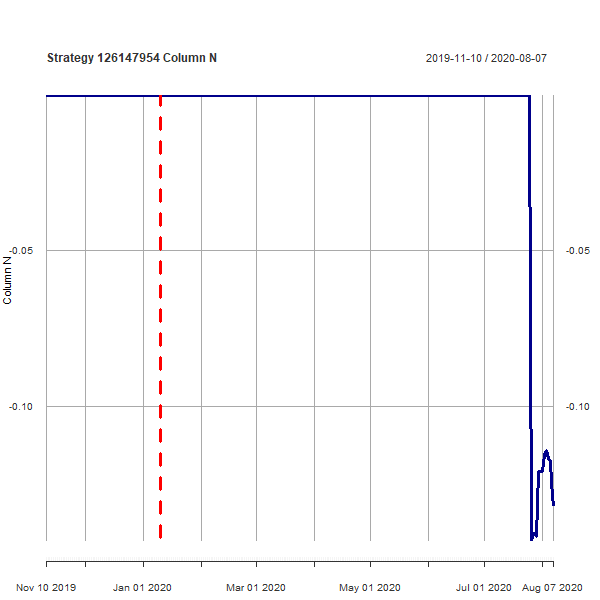 Strategy 126147954 Column N
2019-11-10 / 2020-08-07
-0.05
-0.05
Column N
-0.10
-0.10
Nov 10 2019
Jan 01 2020
Mar 01 2020
May 01 2020
Jul 01 2020
Aug 07 2020